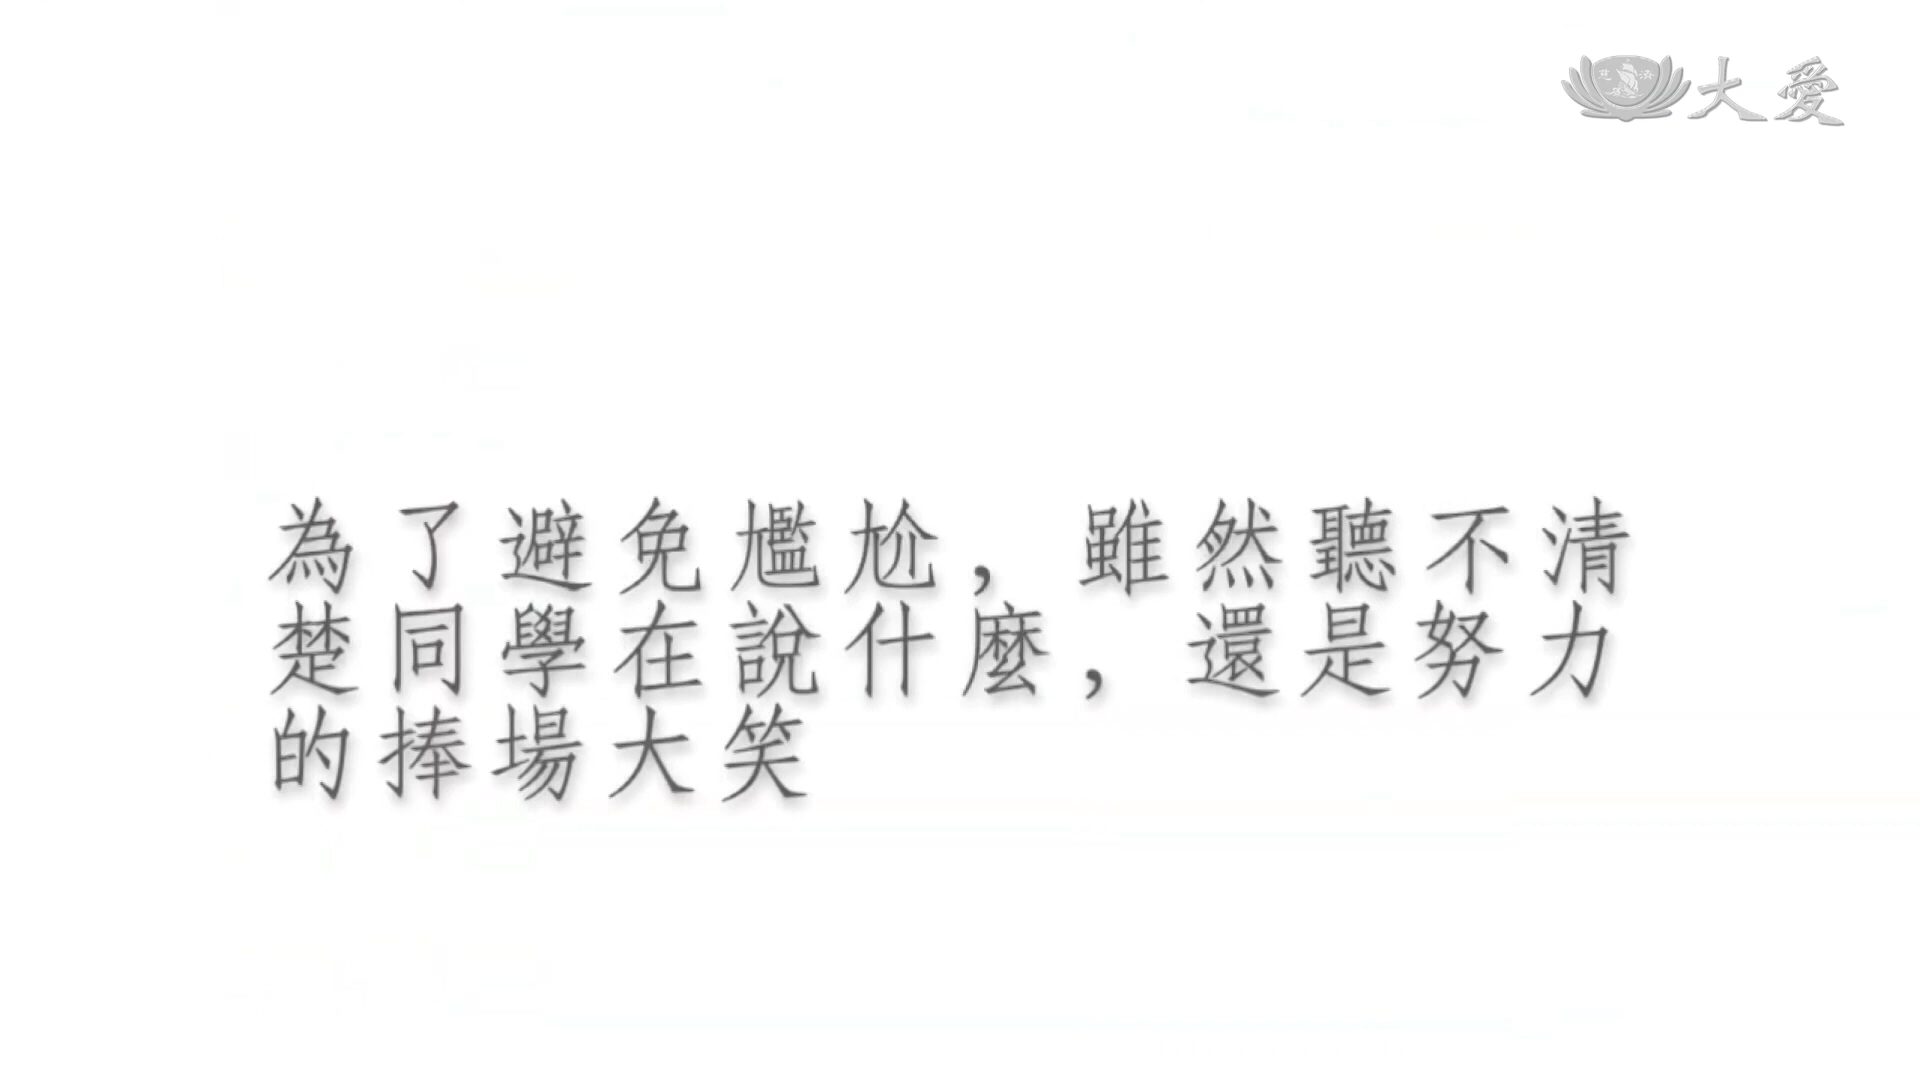 大愛
為了避免尷尬，雖然聽不清
楚同學在說什麼，還是努力
的捧場大笑